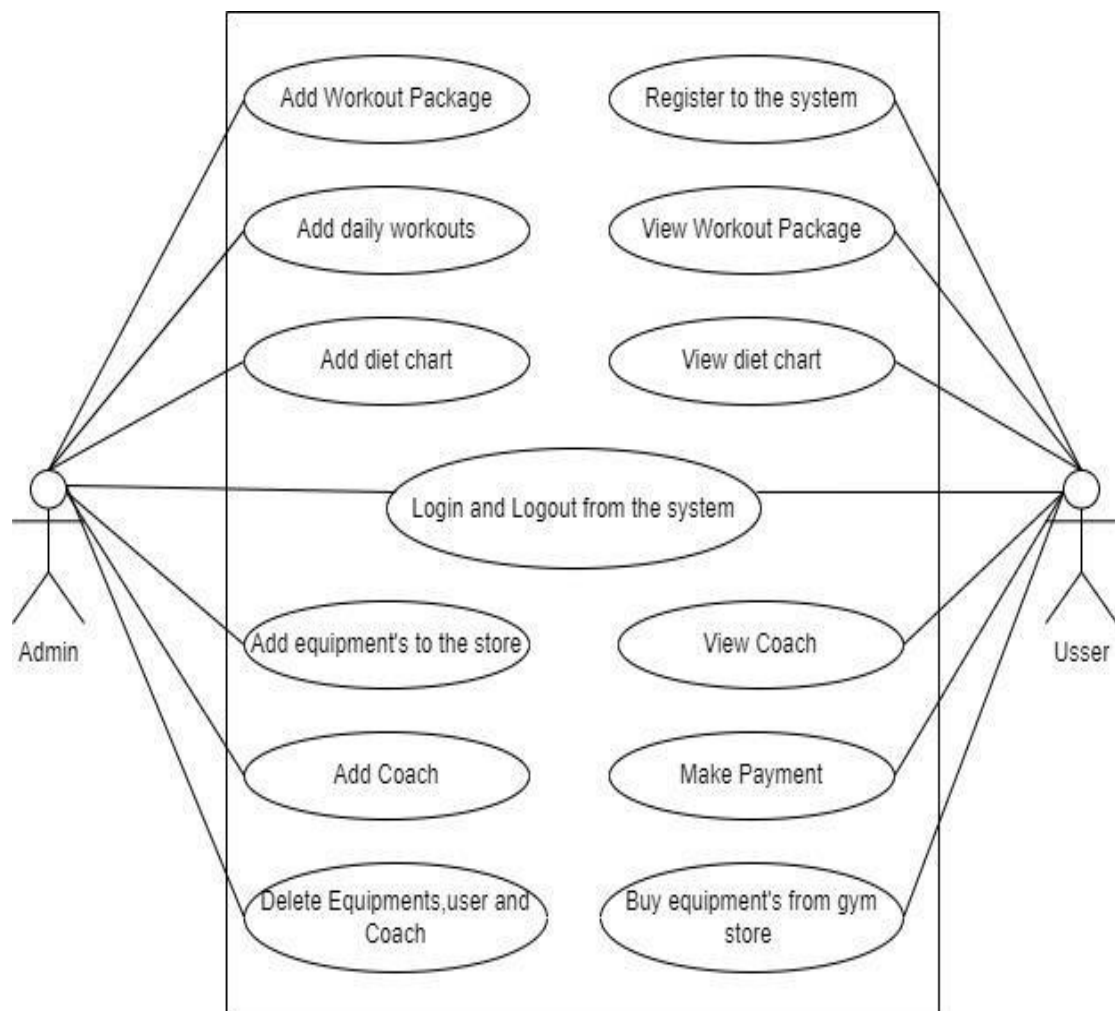 Add Workout Package
Register to the system
Add daily workouts
View Workout Package
Add diet chart
View diet chart
Login and Logout from the system
Add equipment's to the store
View Coach
Admin
Usser
Add Coach
Make Payment
Delete Equipments,user and
Coach
Buy equipment's from gym
store